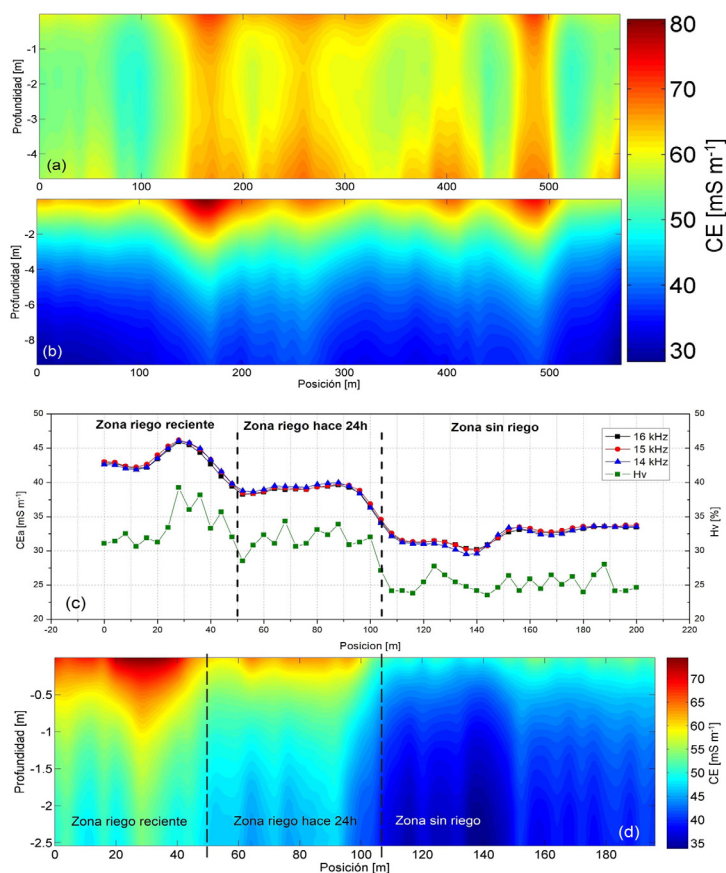 Profundidad [m]
-1
-2
-3
-4
(a)
0 100 200 300 400 500
Profundidad [m]
-2
-4
-6
-8
(b)
0 100 200 300 400 500
Posición [m]
80
70
60
50
40
30
CE [mS m⁻¹]
Zona riego reciente
Zona riego hace 24h
Zona sin riego
16 kHz
15 kHz
14 kHz
Hv
CEa [mS m⁻¹]
50
45
40
35
30
25
20
Hv [%]
50
45
40
35
30
25
20
(c)
-20 0 20 40 60 80 100 120 140 160 180 200 220
Posicion [m]
Profundidad [m]
-0.5
-1
-1.5
-2
-2.5
Zona riego reciente
Zona riego hace 24h
Zona sin riego
(d)
0 20 40 60 80 100 120 140 160 180
Posición [m]
70
65
60
55
50
45
40
35
CE [mS m⁻¹]